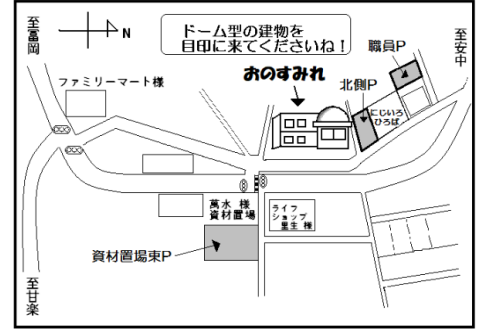 至富岡
N
ドーム型の建物を
目印に来てくださいね！
至安中
職員P
おのすみれ
北側P
ファミリーマート様
にじいろ
ひろば
萬水 様
資材置場
ライフ
ショップ
里生 様
資材置場東P
至甘楽